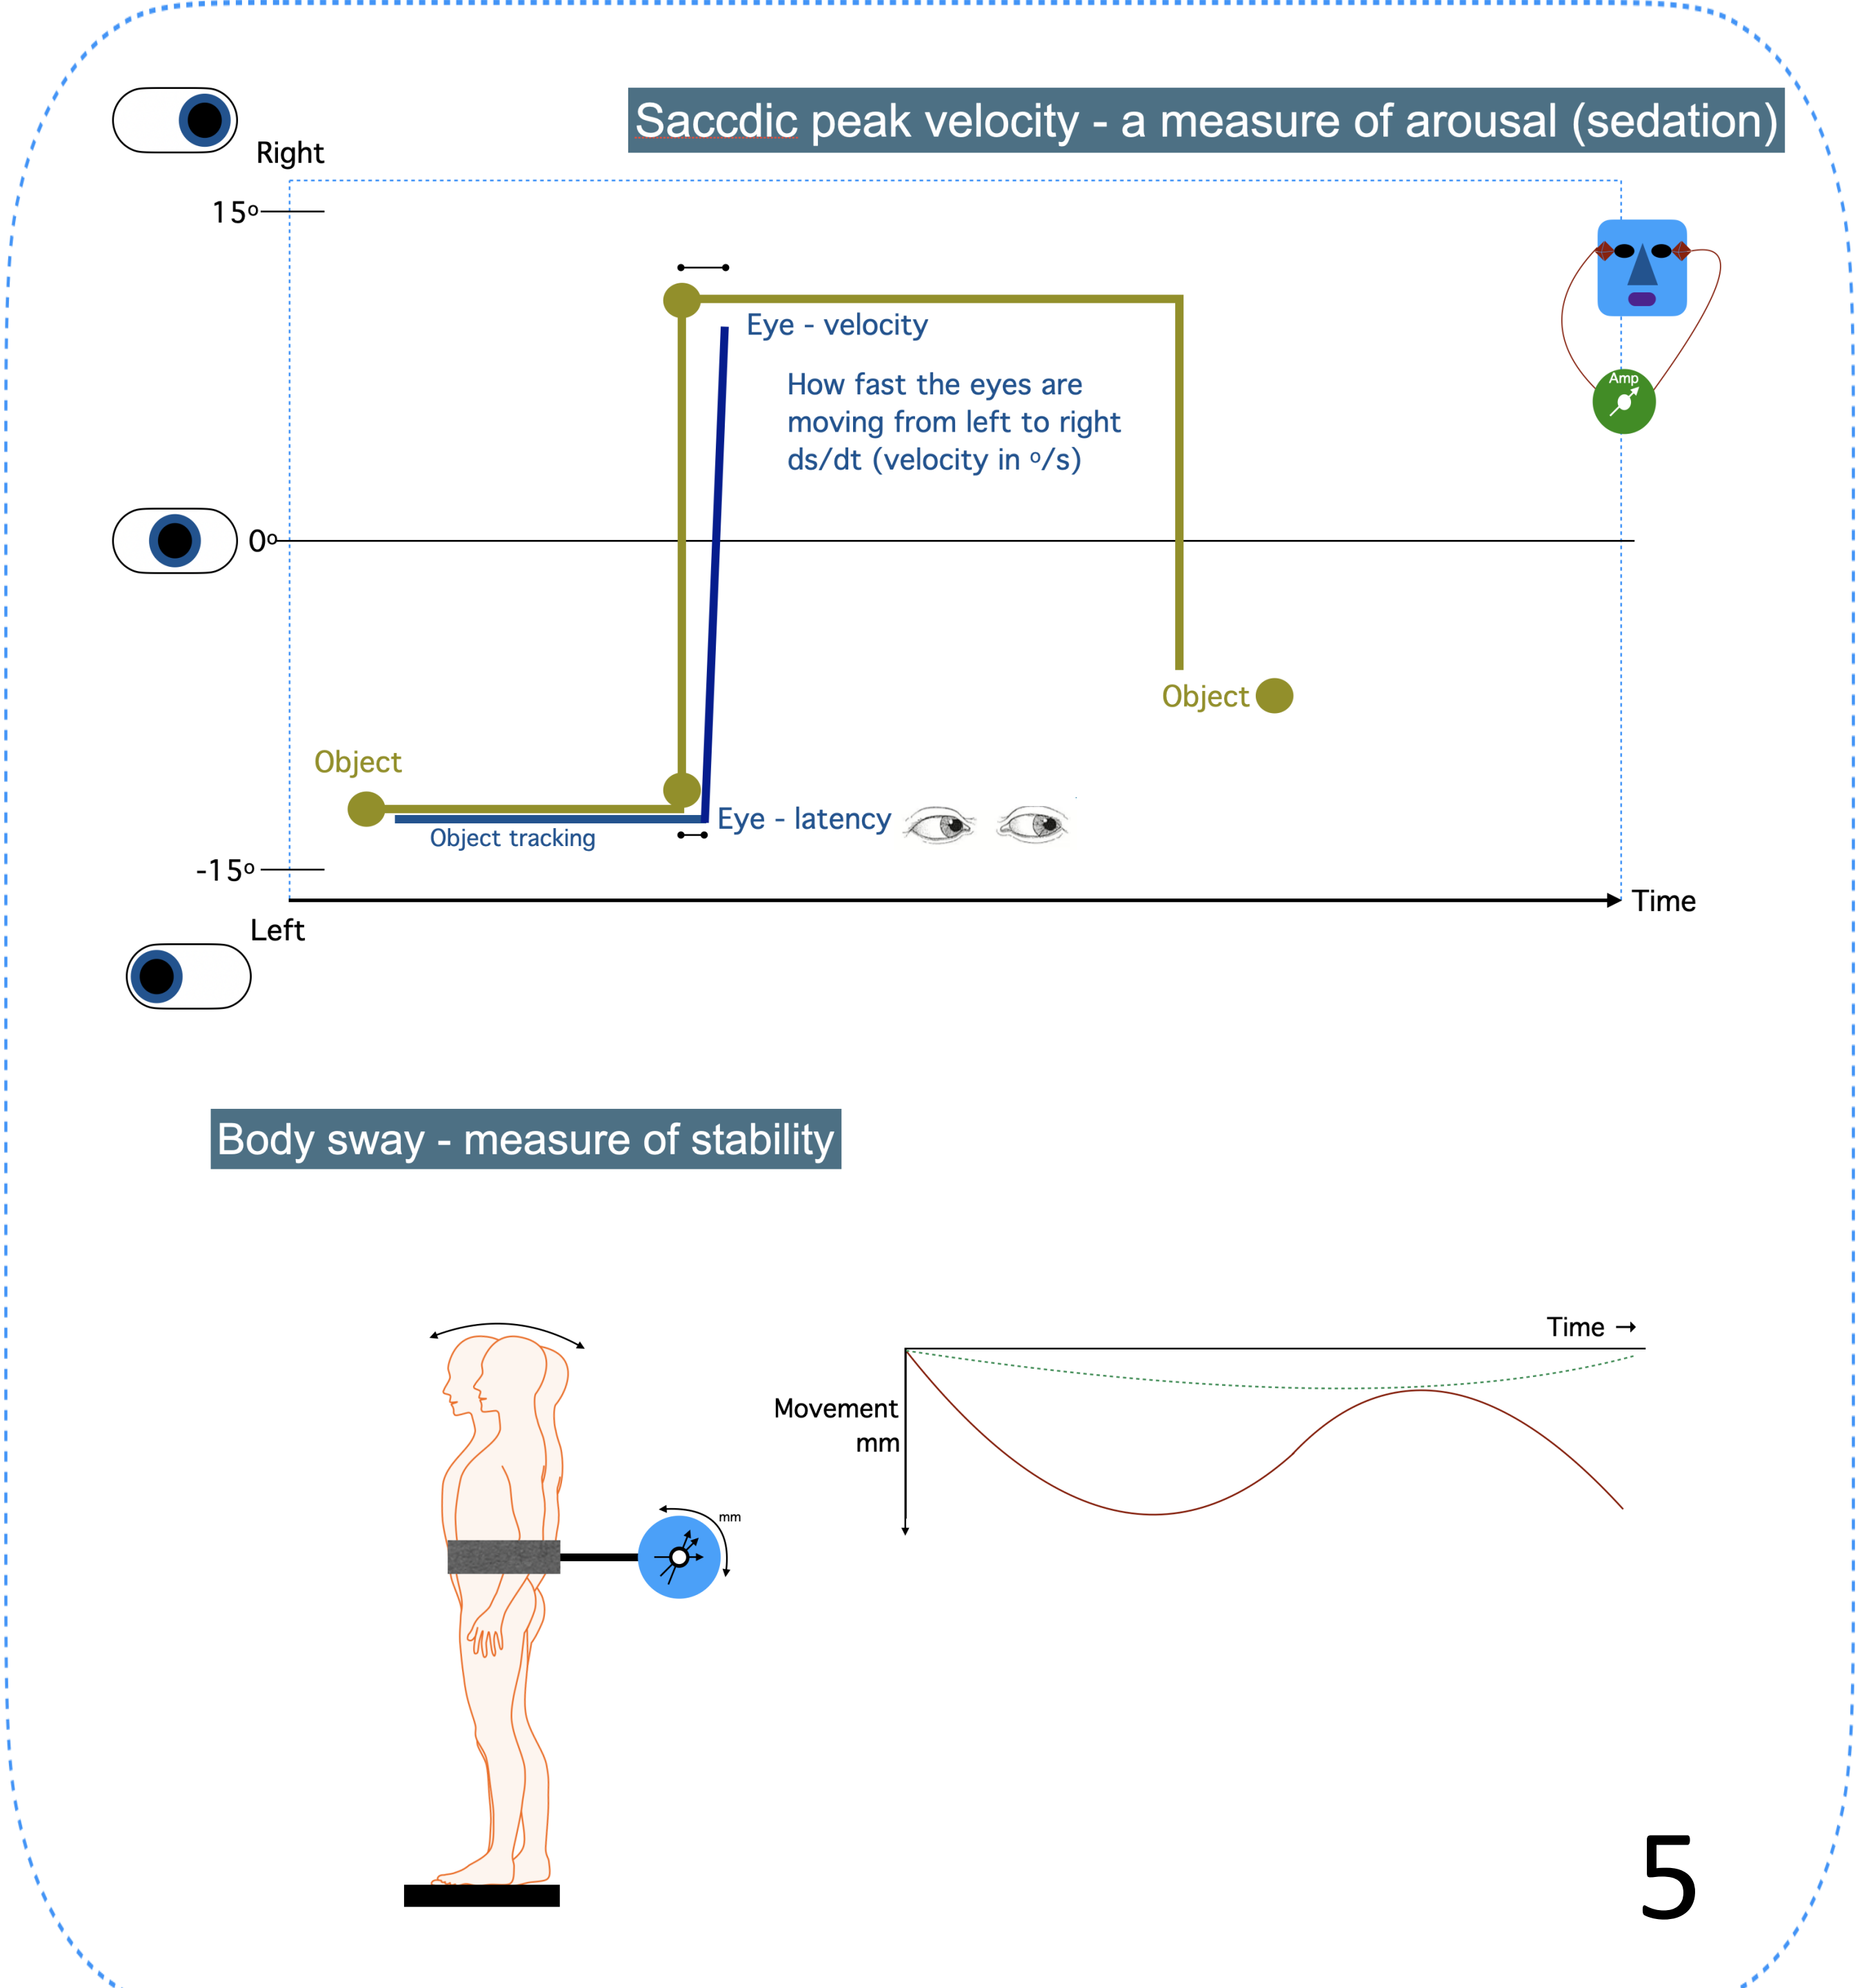 Saccdic peak velocity - a measure of arousal (sedation)
Right
15º
Amp
Eye - velocity
How fast the eyes are
moving from left to right
ds/dt (velocity in º/s)
0º
Object
Object
Eye - latency
Object tracking
-15º
Time
Left
Body sway - measure of stability
Time →
Movement
mm
mm
5